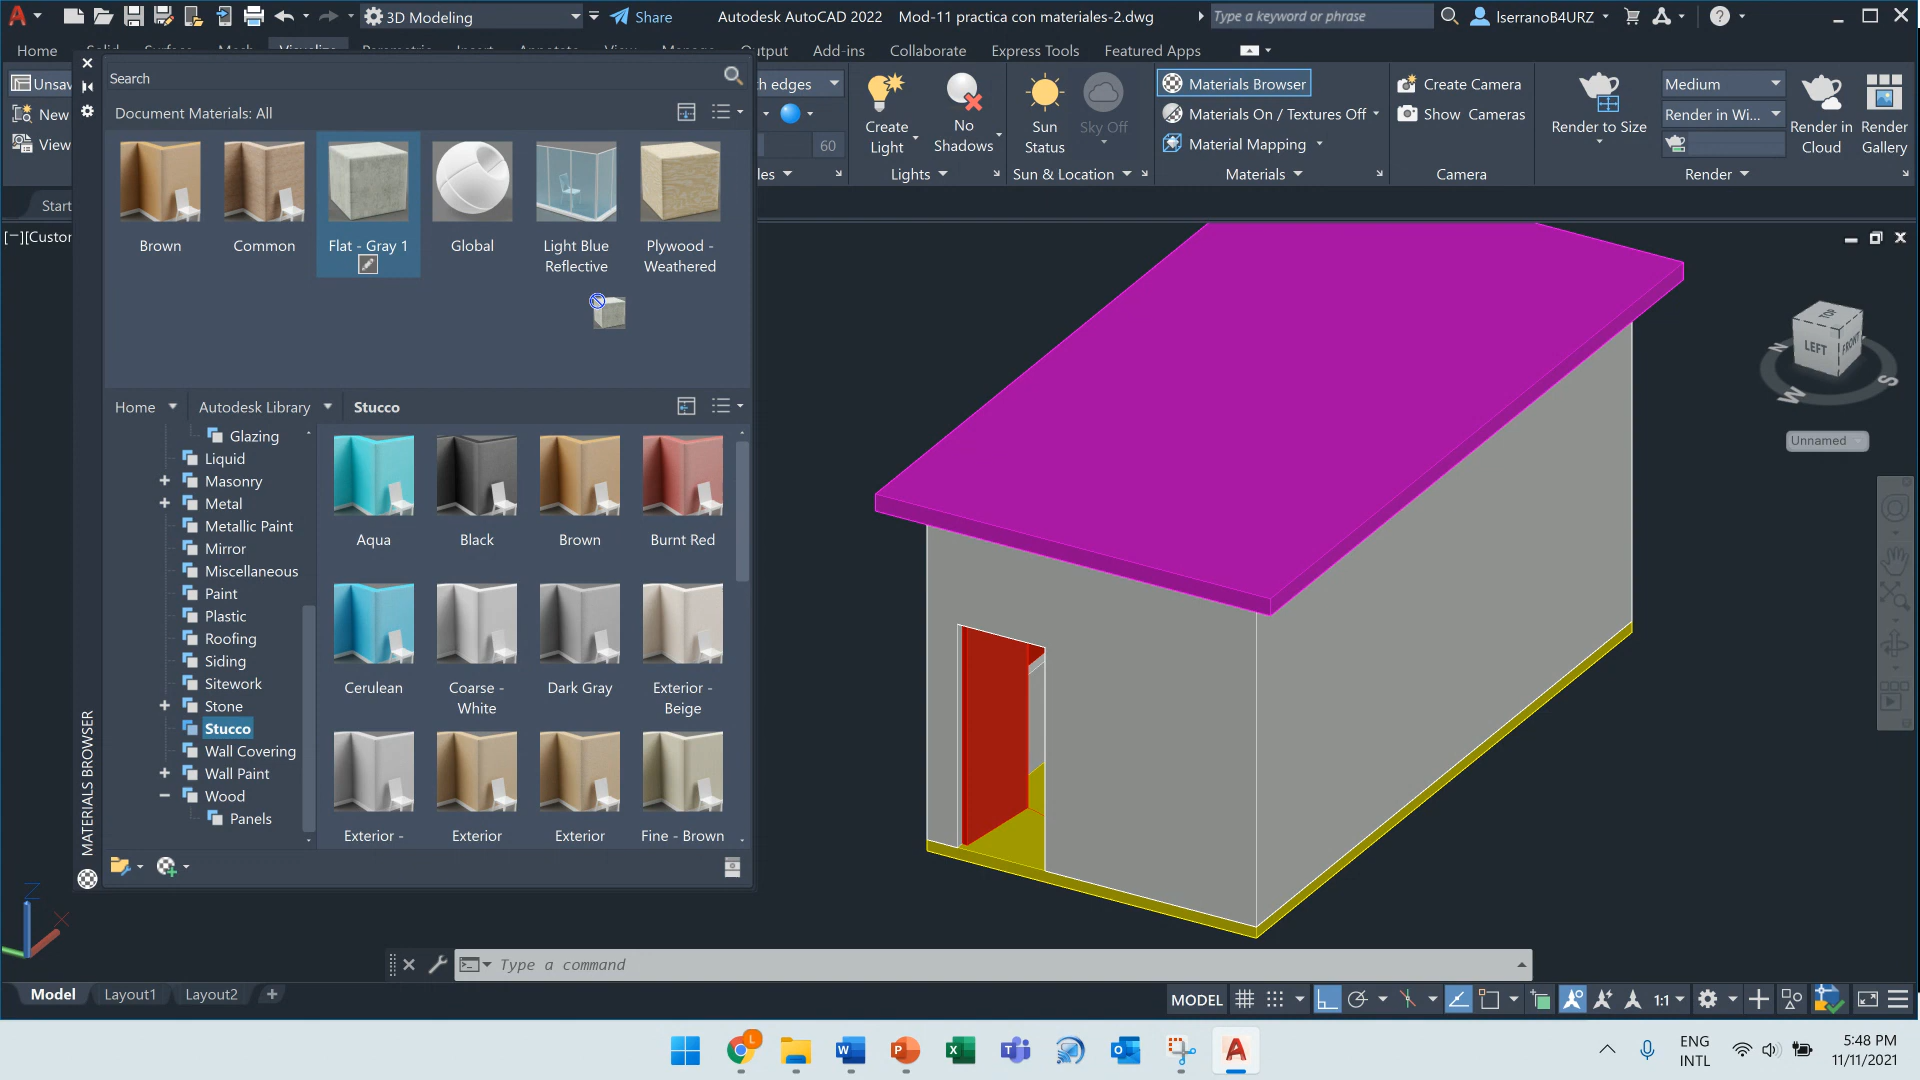 3D Modeling
Share
Autodesk AutoCAD 2022 Mod-11 practica con materiales-2.dwg
Type a keyword or phrase
lserranoB4URZ
Home
Output
Add-ins
Collaborate
Express Tools
Featured Apps
Unsav
New
View
Search
Document Materials: All
h edges
60
les
Create Light
No Shadows
Lights
Sun Status
Sky Off
Sun & Location
Materials Browser
Materials On / Textures Off
Material Mapping
Materials
Create Camera
Show Cameras
Camera
Render to Size
Medium
Render in Wi...
Render in Cloud
Render Gallery
Render
Start
[−][Custor
Brown
Common
Flat - Gray 1
Global
Light Blue Reflective
Plywood - Weathered
Home
Autodesk Library
Stucco
Glazing
Liquid
Masonry
Metal
Metallic Paint
Mirror
Miscellaneous
Paint
Plastic
Roofing
Siding
Sitework
Stone
Stucco
Wall Covering
Wall Paint
Wood
Panels
Aqua
Black
Brown
Burnt Red
Cerulean
Coarse - White
Dark Gray
Exterior - Beige
Exterior -
Exterior
Exterior
Fine - Brown
MATERIALS BROWSER
TOP
LEFT
FRONT
N
W
S
Unnamed
Z
X
Type a command
Model
Layout1
Layout2
MODEL
1:1
ENG
INTL
5:48 PM
11/11/2021